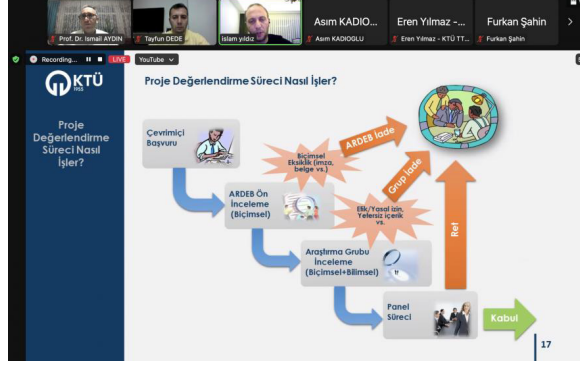 Asım KADIO...
Eren Yılmaz -...
Furkan Şahin
Prof. Dr. Ismail AYDIN
Tayfun DEDE
islam yıldız
Asım KADIOGLU
Eren Yılmaz - KTÜ TT...
Furkan Şahin
Recording...
LIVE
YouTube
KTÜ
1955
Proje Değerlendirme Süreci Nasıl İşler?
Proje
Değerlendirme
Süreci Nasıl
İşler?
Çevrimiçi
Başvuru
Biçimsel
Eksiklik (imza,
belge vs.)
ARDEB İade
ARDEB Ön
İnceleme
(Biçimsel)
Etik/Yasal izin,
Yetersiz içerik
vs.
Grup İade
Araştırma Grubu
İnceleme
(Biçimsel+Bilimsel)
Ret
Panel
Süreci
Kabul
17